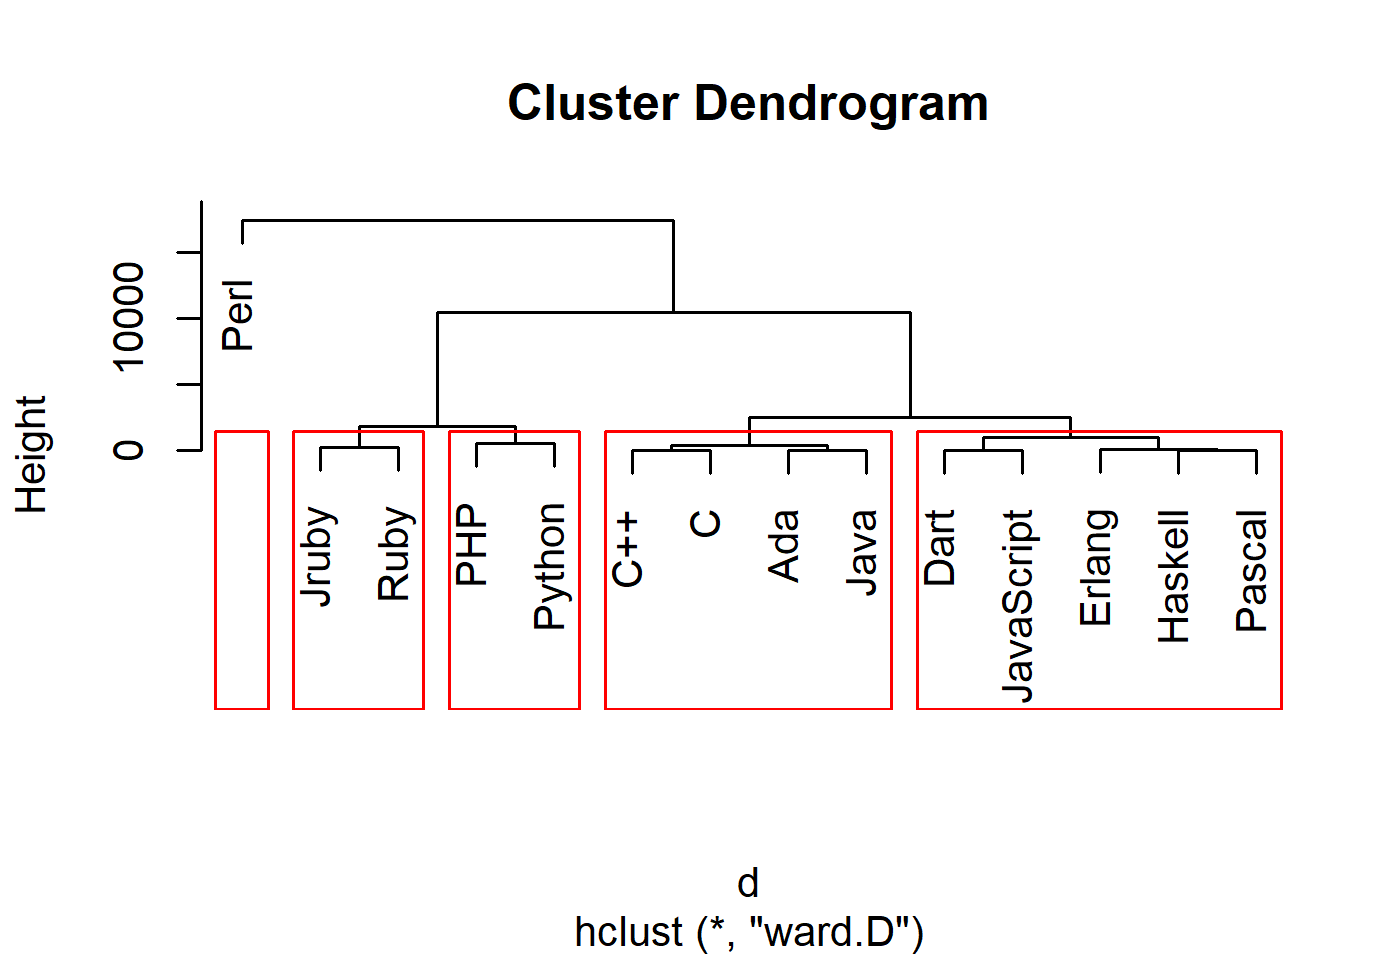 Cluster Dendrogram
Height
0
10000
Perl
Jruby
Ruby
PHP
Python
C++
C
Ada
Java
Dart
JavaScript
Erlang
Haskell
Pascal
d
hclust (*, "ward.D")